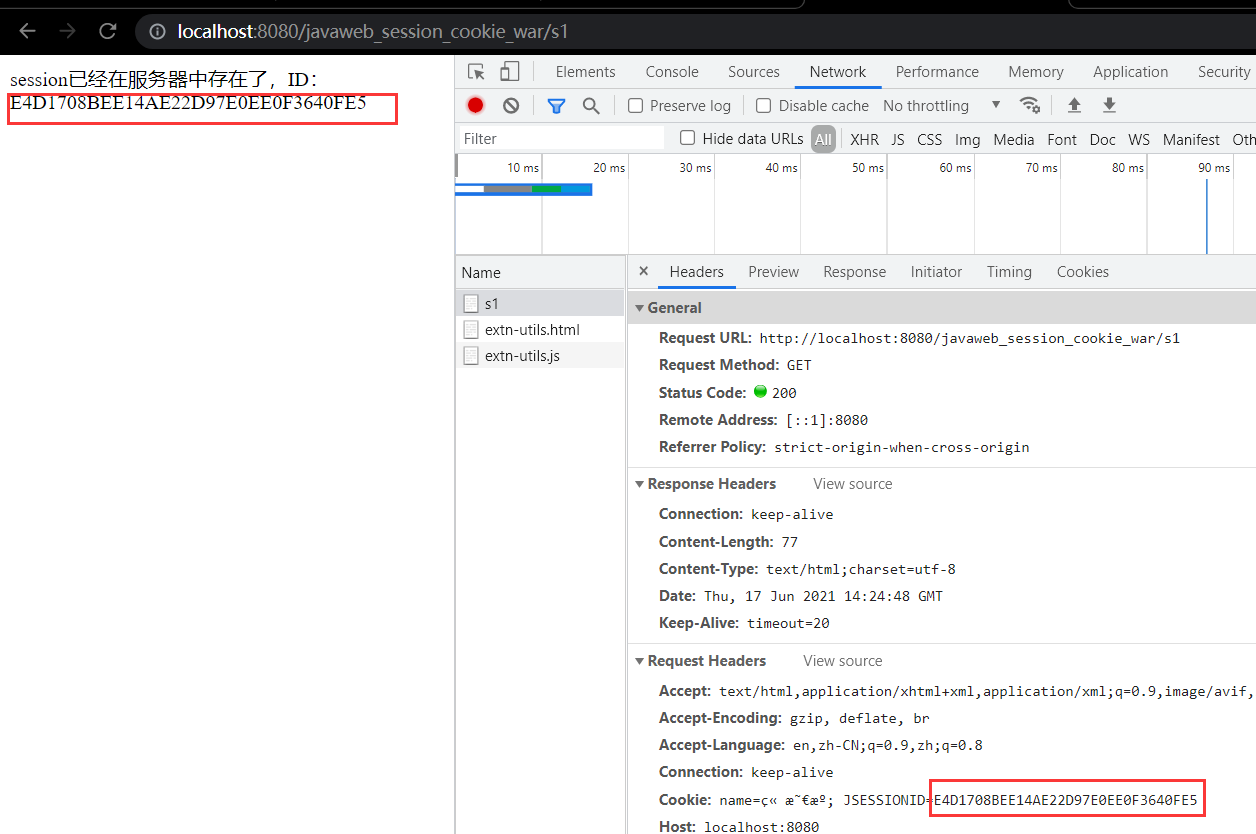 localhost:8080/javaweb_session_cookie_war/s1
session已经在服务器中存在了，ID：
E4D1708BEE14AE22D97E0EE0F3640FE5
Elements Console Sources Network Performance Memory Application Security
Preserve log Disable cache No throttling
Filter Hide data URLs All XHR JS CSS Img Media Font Doc WS Manifest Oth
10 ms 20 ms 30 ms 40 ms 50 ms 60 ms 70 ms 80 ms 90 ms
Name
s1
extn-utils.html
extn-utils.js
× Headers Preview Response Initiator Timing Cookies
General
Request URL: http://localhost:8080/javaweb_session_cookie_war/s1
Request Method: GET
Status Code: 200
Remote Address: [::1]:8080
Referrer Policy: strict-origin-when-cross-origin
Response Headers View source
Connection: keep-alive
Content-Length: 77
Content-Type: text/html;charset=utf-8
Date: Thu, 17 Jun 2021 14:24:48 GMT
Keep-Alive: timeout=20
Request Headers View source
Accept: text/html,application/xhtml+xml,application/xml;q=0.9,image/avif,
Accept-Encoding: gzip, deflate, br
Accept-Language: en,zh-CN;q=0.9,zh;q=0.8
Connection: keep-alive
Cookie: name=ç« æ˜€æº; JSESSIONID=E4D1708BEE14AE22D97E0EE0F3640FE5
Host: localhost:8080